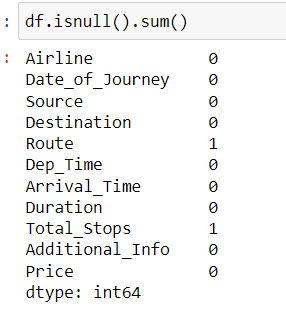 : df.isnull().sum()
: Airline 0
Date_of_Journey 0
Source 0
Destination 0
Route 1
Dep_Time 0
Arrival_Time 0
Duration 0
Total_Stops 1
Additional_Info 0
Price 0
dtype: int64